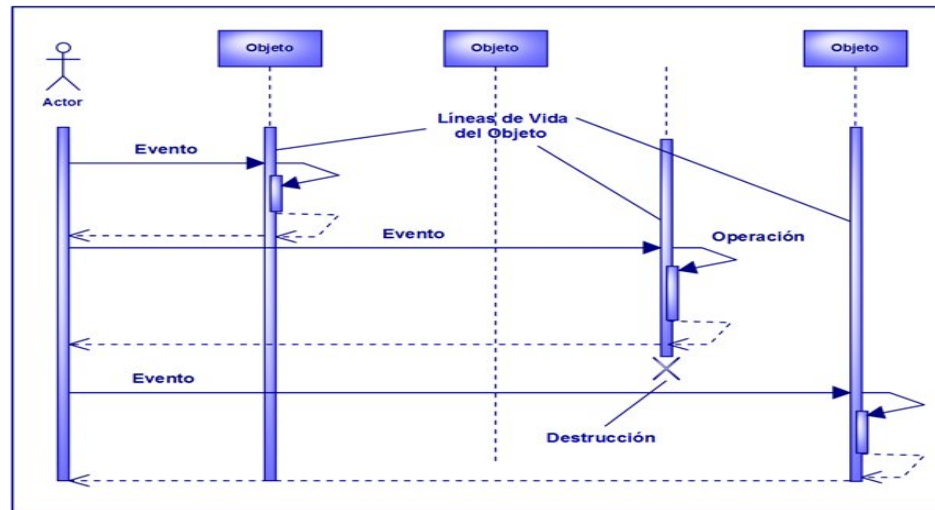 Objeto
Objeto
Objeto
Actor
Líneas de Vida
del Objeto
Evento
Evento
Operación
Evento
Destrucción